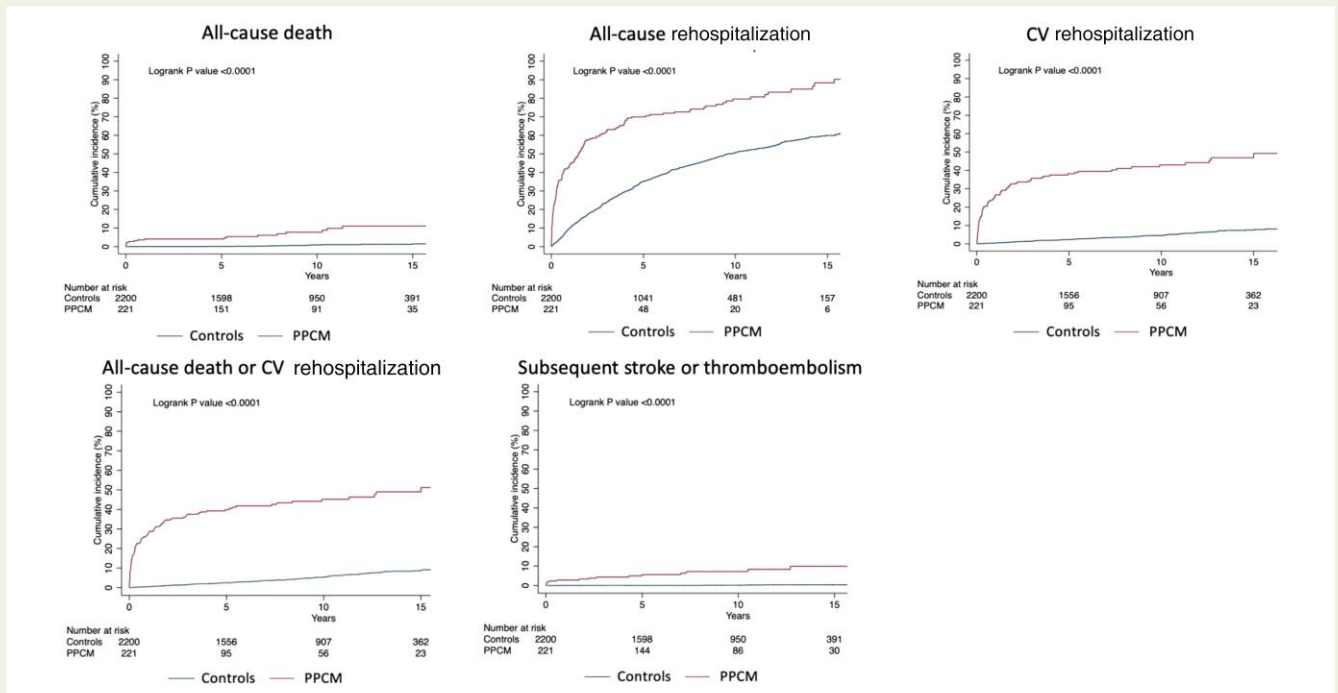 All-cause death
Logrank P value <0.0001
Cumulative incidence (%)
100
90
80
70
60
50
40
30
20
10
0
0 5 10 15
Years
Number at risk
Controls 2200 1598 950 391
PPCM 221 151 91 35
Controls PPCM
All-cause rehospitalization
Logrank P value <0.0001
Cumulative incidence (%)
100
90
80
70
60
50
40
30
20
10
0
0 5 10 15
Years
Number at risk
Controls 2200 1041 481 157
PPCM 221 48 20 6
Controls PPCM
CV rehospitalization
Logrank P value <0.0001
Cumulative incidence (%)
100
90
80
70
60
50
40
30
20
10
0
0 5 10 15
Years
Number at risk
Controls 2200 1556 907 362
PPCM 221 95 56 23
Controls PPCM
All-cause death or CV rehospitalization
Logrank P value <0.0001
Cumulative incidence (%)
100
90
80
70
60
50
40
30
20
10
0
0 5 10 15
Years
Number at risk
Controls 2200 1556 907 362
PPCM 221 95 56 23
Controls PPCM
Subsequent stroke or thromboembolism
Logrank P value <0.0001
Cumulative incidence (%)
100
90
80
70
60
50
40
30
20
10
0
0 5 10 15
Years
Number at risk
Controls 2200 1598 950 391
PPCM 221 144 86 30
Controls PPCM